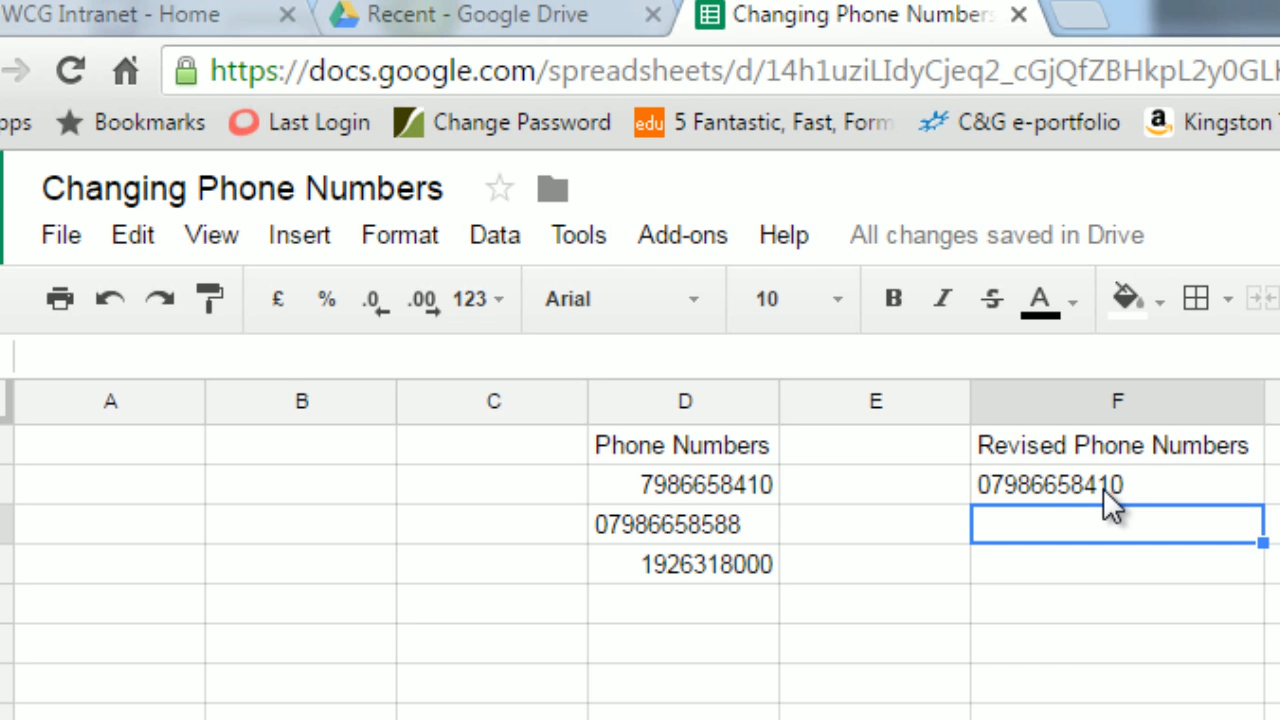 WCG Intranet - Home
Recent - Google Drive
Changing Phone Numbers
https://docs.google.com/spreadsheets/d/14h1uziLIdyCjeq2_cGjQfZBHkpL2y0GL
pps Bookmarks Last Login Change Password edu 5 Fantastic, Fast, Form C&G e-portfolio a Kingston
Changing Phone Numbers
File Edit View Insert Format Data Tools Add-ons Help All changes saved in Drive
£ % .0 .00 123 Arial 10 B I S A
A B C D E F
Phone Numbers Revised Phone Numbers
7986658410 07986658410
07986658588
1926318000